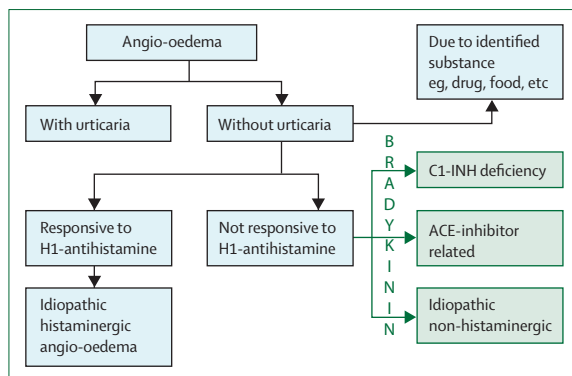 Angio-oedema
Due to identified
substance
eg, drug, food, etc
With urticaria
Without urticaria
BRADYKININ
C1-INH deficiency
Responsive to
H1-antihistamine
Not responsive to
H1-antihistamine
ACE-inhibitor
related
Idiopathic
histaminergic
angio-oedema
Idiopathic
non-histaminergic